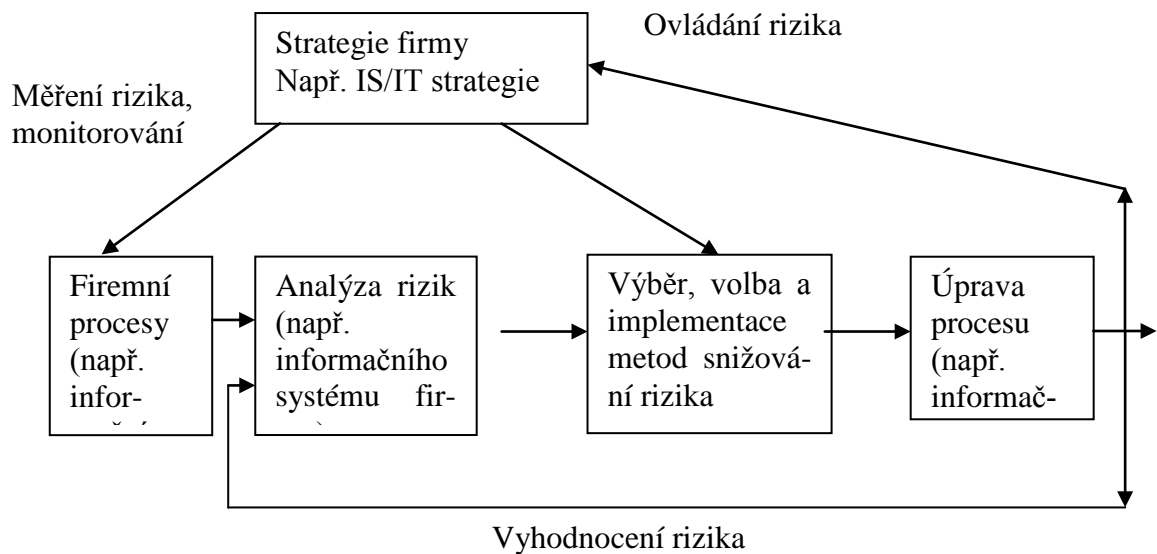 Ovládání rizika
Strategie firmy
Např. IS/IT strategie
Měření rizika,
monitorování
Firemní
procesy
(např.
infor-
Analýza rizik
(např.
informačního
systému fir-
Výběr, volba a
implementace
metod snižová-
ní rizika
Úprava
procesu
(např.
informač-
Vyhodnocení rizika